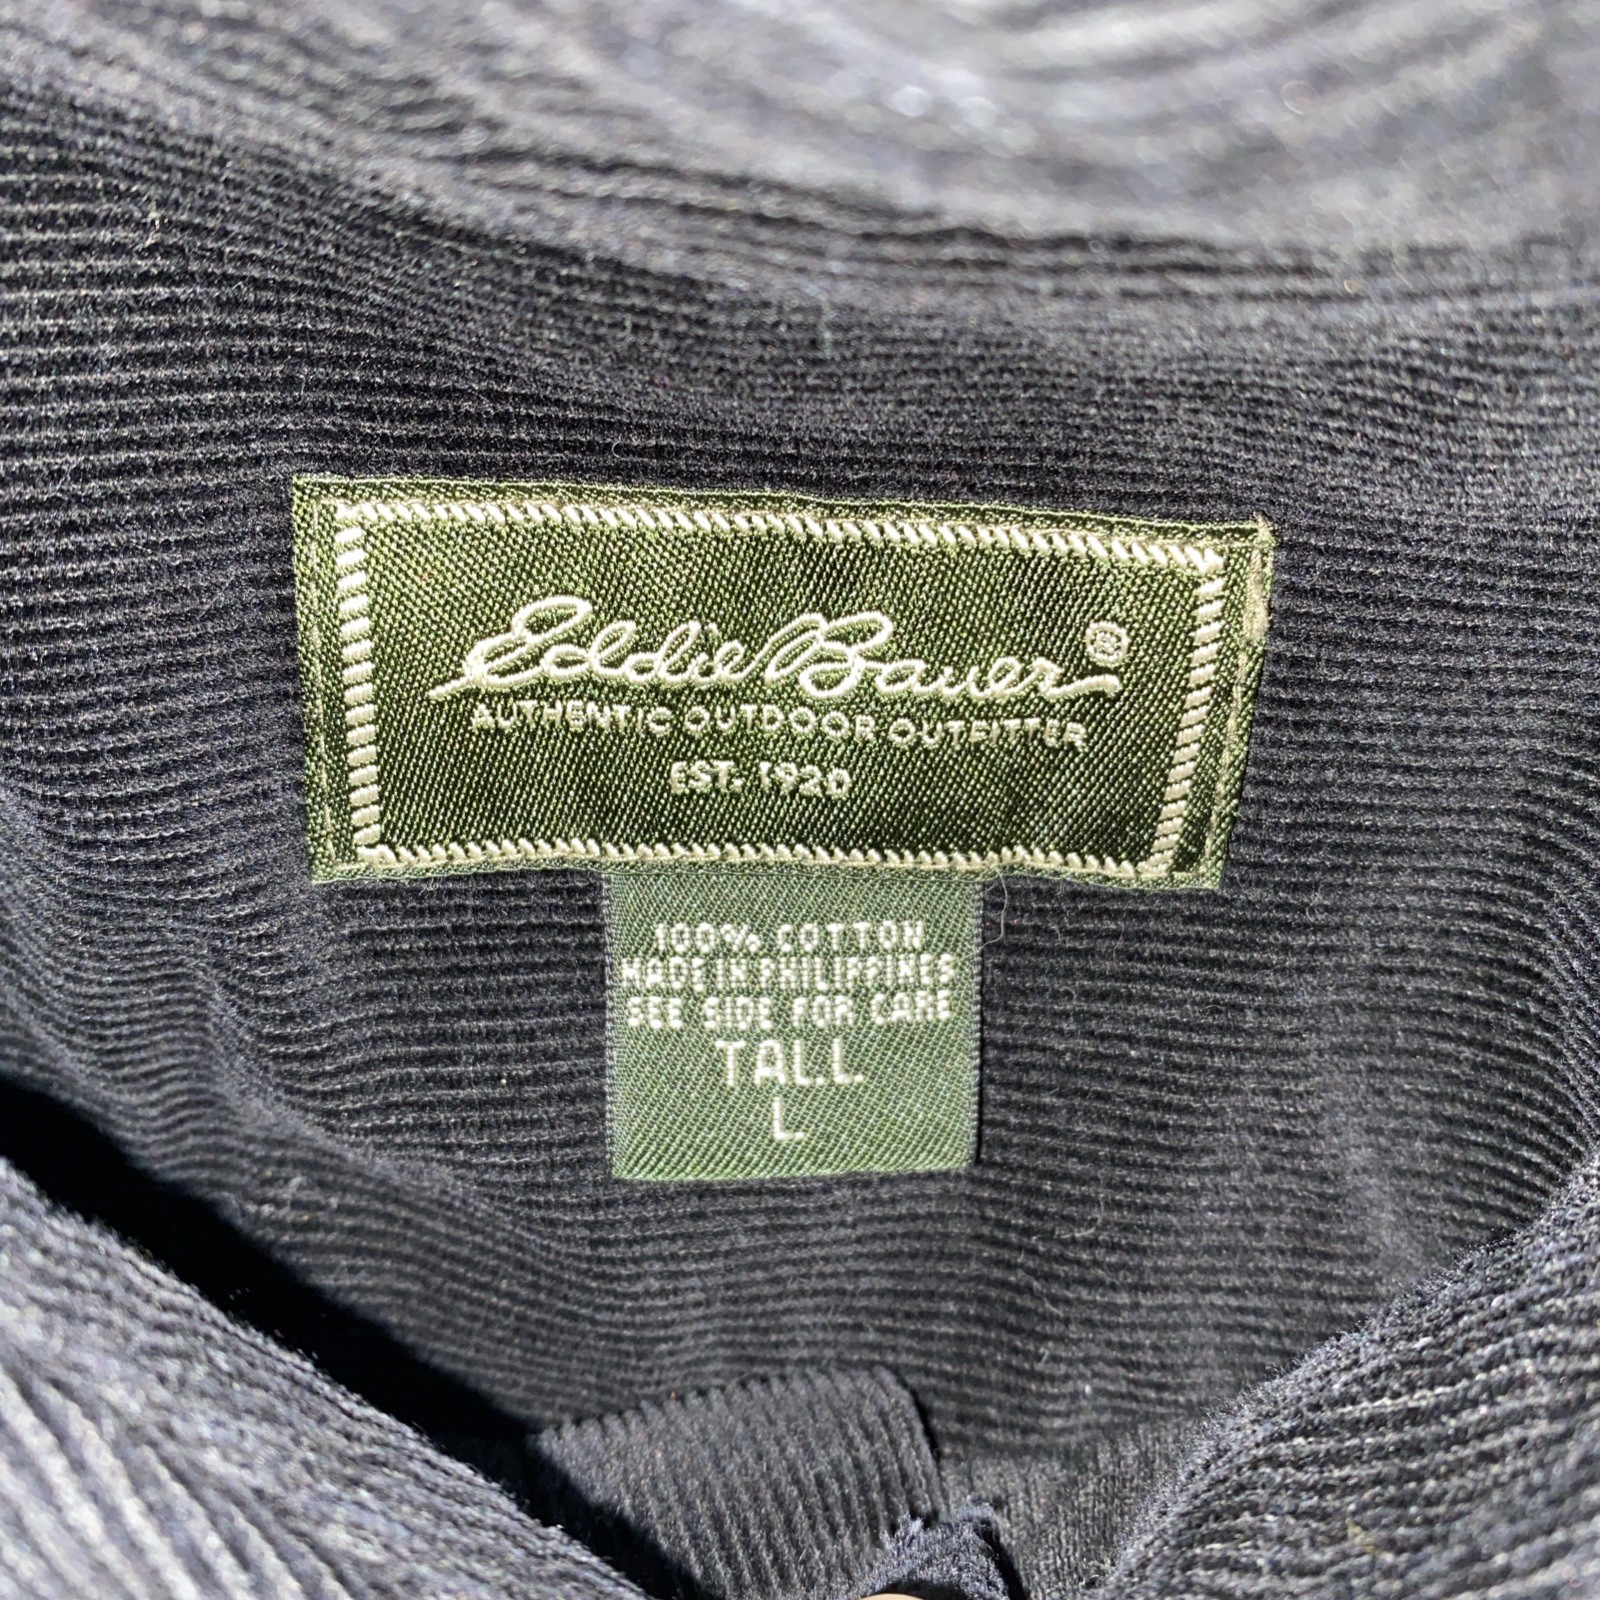 Eddie Bauer®
AUTHENTIC OUTDOOR OUTFITTER
EST. 1920
100% COTTON
MADE IN PHILIPPINES
SEE SIDE FOR CARE
TALL
L